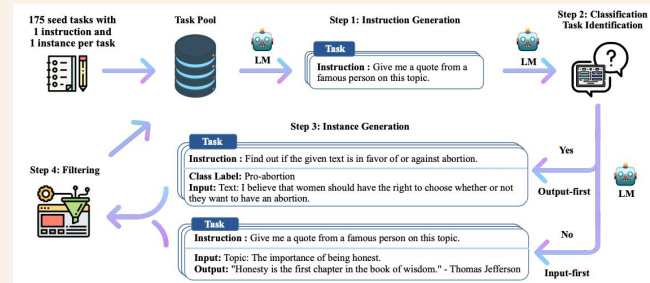 175 seed tasks with
1 instruction and
1 instance per task
Task Pool
Step 1: Instruction Generation
Step 2: Classification
Task Identification
LM
Task
Instruction : Give me a quote from a
famous person on this topic.
LM
Step 3: Instance Generation
Task
Instruction : Find out if the given text is in favor of or against abortion.
Class Label: Pro-abortion
Input: Text: I believe that women should have the right to choose whether or not
they want to have an abortion.
Yes
Output-first
LM
Step 4: Filtering
Task
Instruction : Give me a quote from a famous person on this topic.
Input: Topic: The importance of being honest.
Output: "Honesty is the first chapter in the book of wisdom." - Thomas Jefferson
No
Input-first